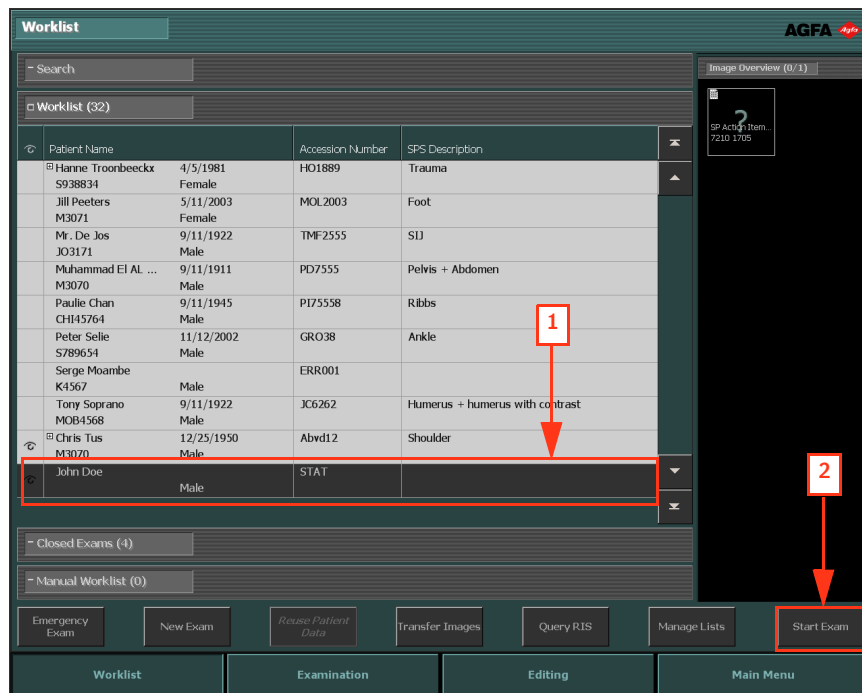 Worklist
AGFA Agfa
- Search
Image Overview (0/1)
Worklist (32)
?
SP Action Item...
7210 1705
Patient Name Accession Number SPS Description
Hanne Troonbeeckx 4/5/1981 HO1889 Trauma
S938834 Female
Jill Peeters 5/11/2003 MOL2003 Foot
M3071 Female
Mr. De Jos 9/11/1922 TMF2555 SIJ
JO3171 Male
Muhammad El AL ... 9/11/1911 PD7555 Pelvis + Abdomen
M3070 Male
Paulie Chan 9/11/1945 PI75558 Ribbs
CHI45764 Male
1
Peter Selie 11/12/2002 GRO38 Ankle
S789654 Male
Serge Moambe ERR001
K4567 Male
Tony Soprano 9/11/1922 JC6262 Humerus + humerus with contrast
MOB4568 Male
Chris Tus 12/25/1950 Abvd12 Shoulder
M3070 Male
John Doe STAT
Male
2
- Closed Exams (4)
- Manual Worklist (0)
Emergency Exam
New Exam
Reuse Patient Data
Transfer Images
Query RIS
Manage Lists
Start Exam
Worklist Examination Editing Main Menu